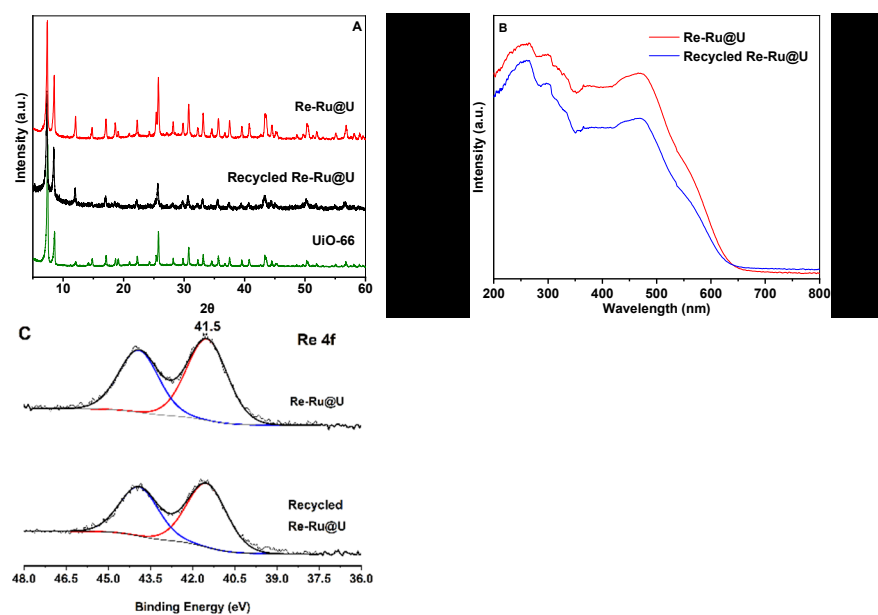 A
Re-Ru@U
Recycled Re-Ru@U
UiO-66
Intensity (a.u.)
5 10 20 30 40 50 60
2θ
B
Re-Ru@U
Recycled Re-Ru@U
Intensity (a.u.)
200 300 400 500 600 700 800
Wavelength (nm)
C
41.5
Re 4f
Re-Ru@U
Recycled
Re-Ru@U
48.0 46.5 45.0 43.5 42.0 40.5 39.0 37.5 36.0
Binding Energy (eV)